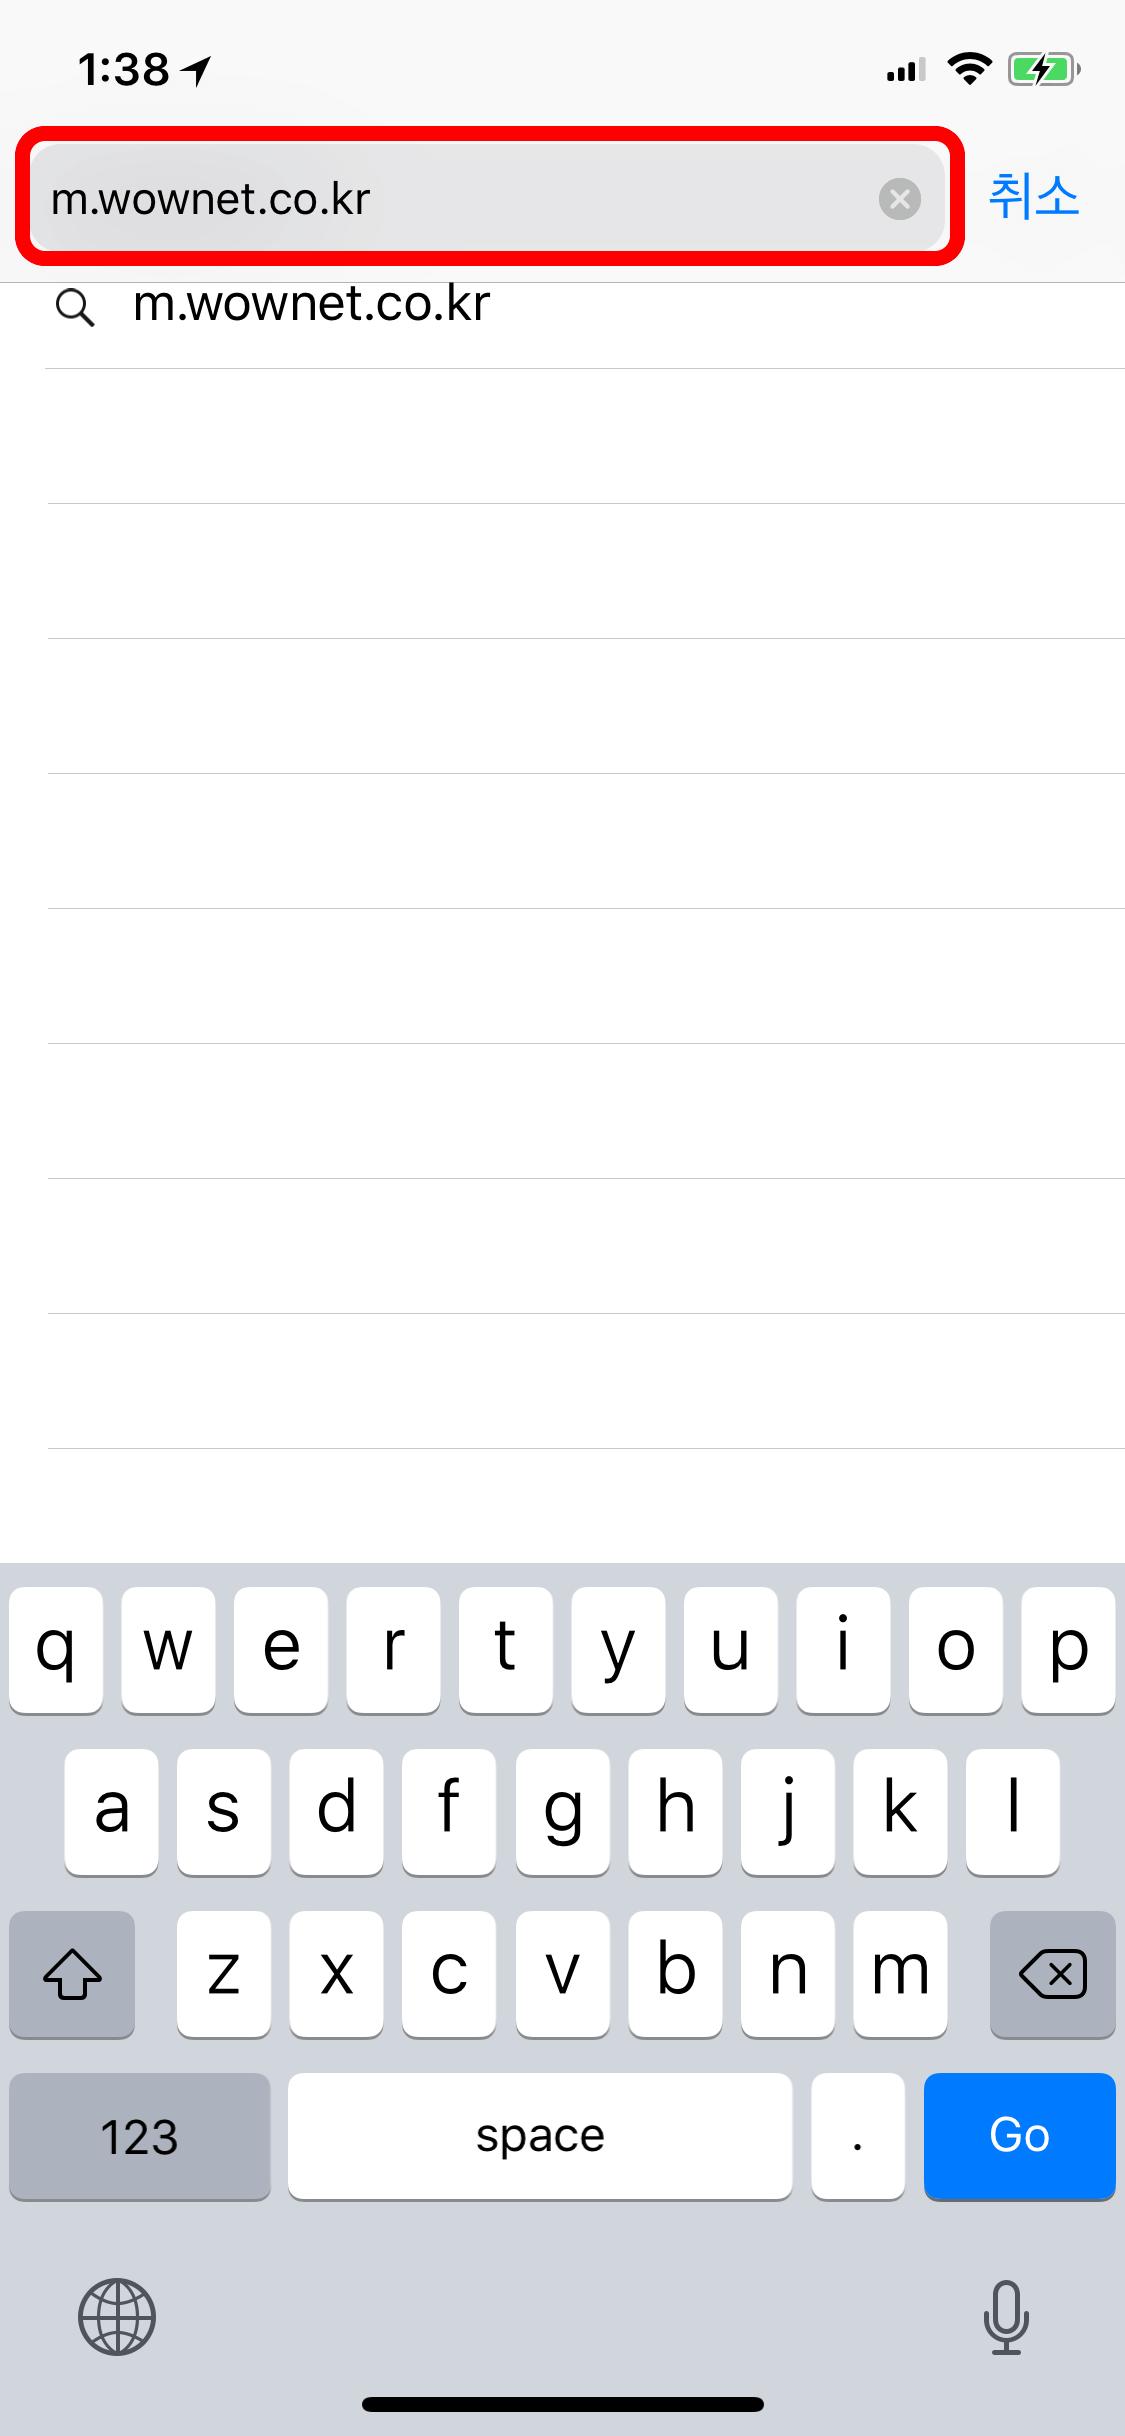 1:38
m.wownet.co.kr 취소
m.wownet.co.kr
q w e r t y u i o p
a s d f g h j k l
z x c v b n m
123 space . Go